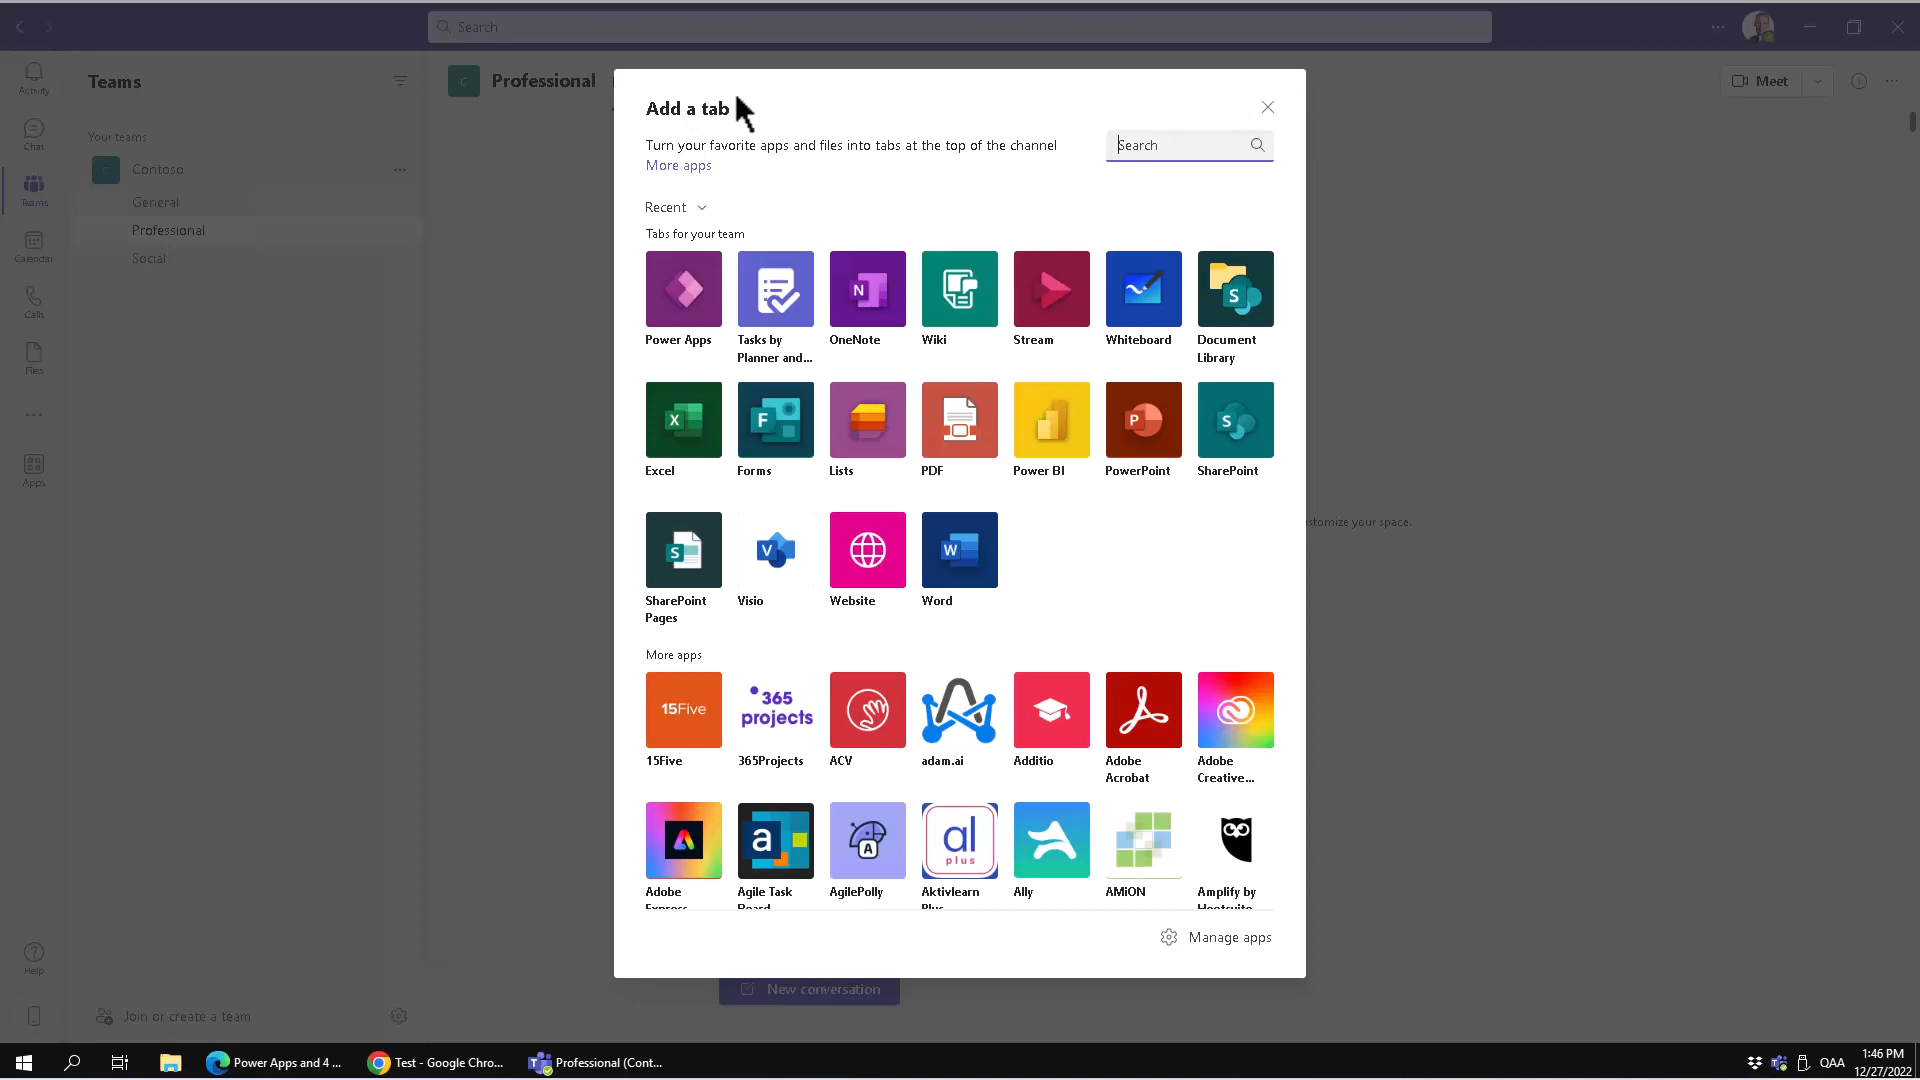 Search
Activity
Chat
Teams
Calendar
Calls
Files
Apps
Help
Teams
Your teams
Contoso
General
Professional
Social
Join or create a team
C
Professional
Meet
Add a tab
Turn your favorite apps and files into tabs at the top of the channel
More apps
Search
Recent
Tabs for your team
Power Apps
Tasks by
Planner and...
OneNote
Wiki
Stream
Whiteboard
Document
Library
Excel
Forms
Lists
PDF
Power BI
PowerPoint
SharePoint
SharePoint
Pages
Visio
Website
Word
More apps
15Five
365
projects
15Five
365Projects
ACV
adam.ai
Additio
Adobe
Acrobat
Adobe
Creative...
a
A
al
plus
Adobe
Express
Agile Task
Board
AgilePolly
Aktivlearn
Plus
Ally
AMiON
Amplify by
Hootsuite
Manage apps
stomize your space.
New conversation
Power Apps and 4 ...
Test - Google Chro...
Professional (Cont...
QAA
1:46 PM
12/27/2022